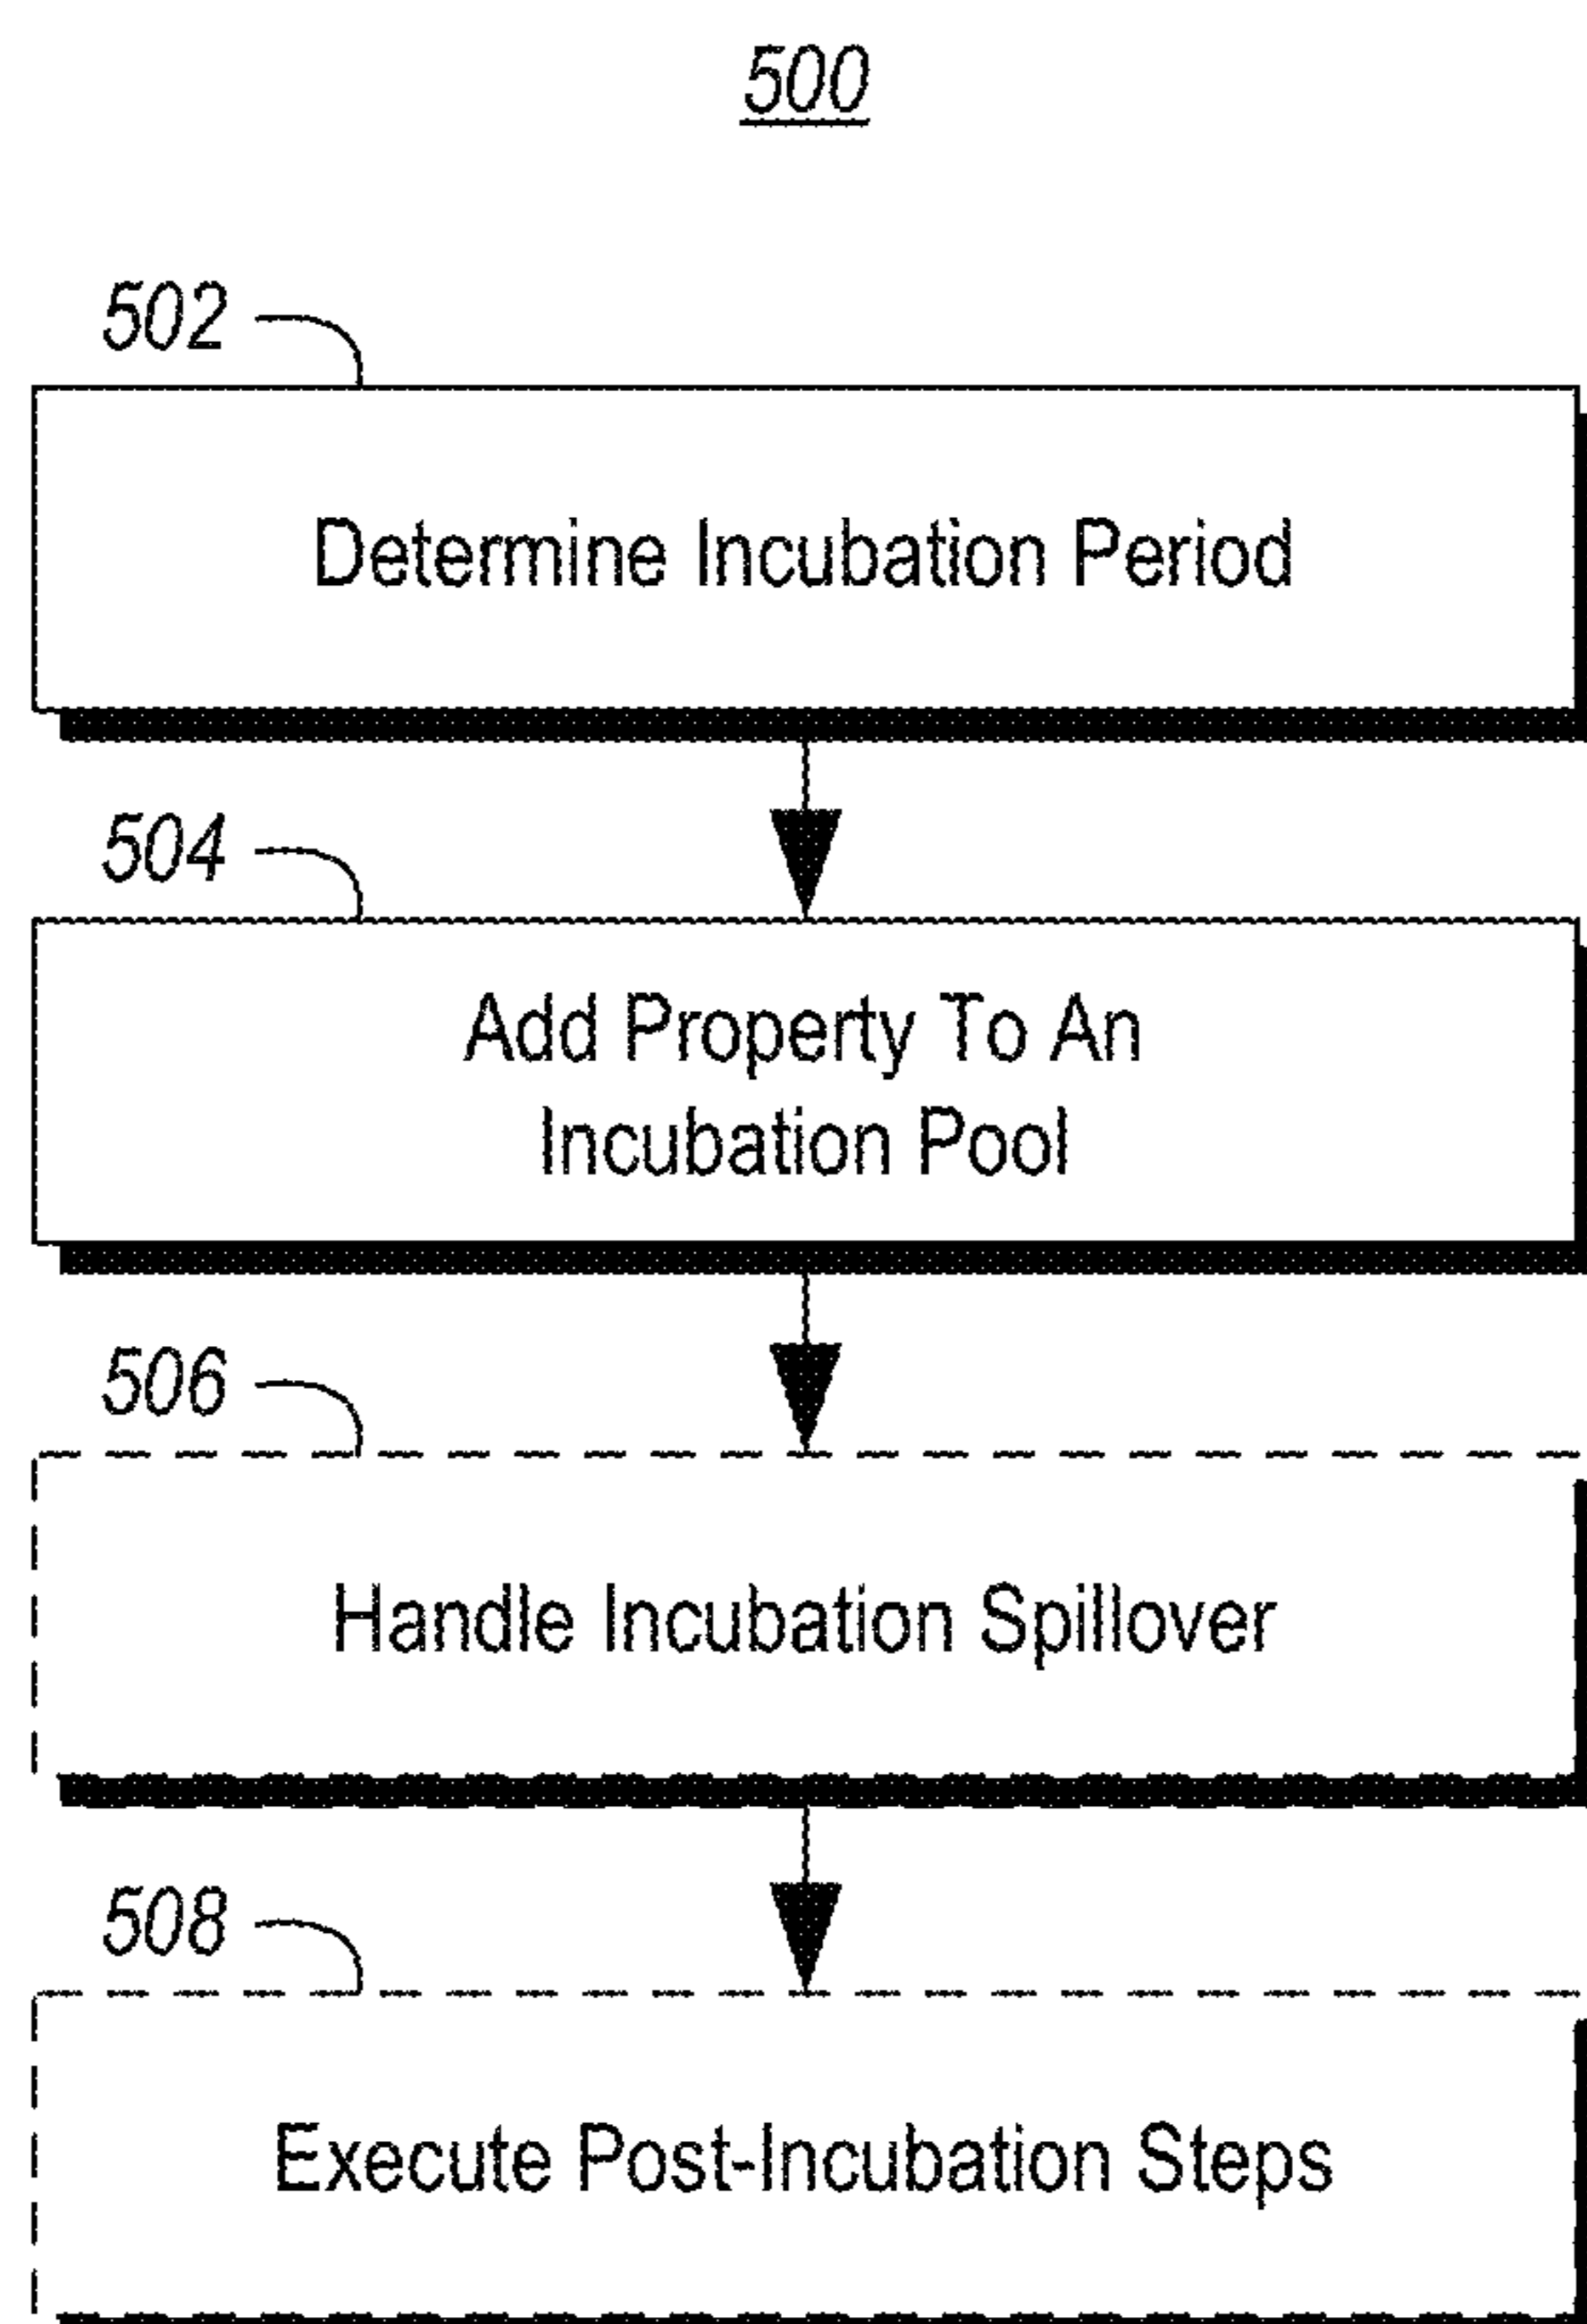 500
502
Determine Incubation Period
504
Add Property To An
Incubation Pool
506
Handle Incubation Spillover
508
Execute Post-Incubation Steps